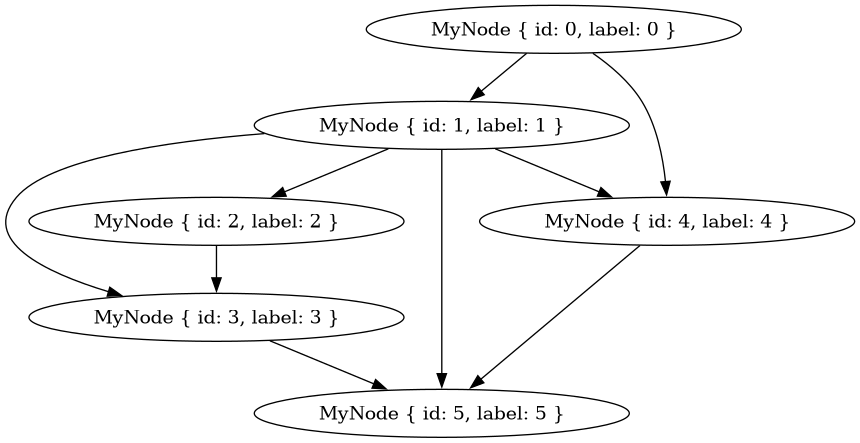 MyNode { id: 0, label: 0 }
MyNode { id: 1, label: 1 }
MyNode { id: 2, label: 2 }
MyNode { id: 4, label: 4 }
MyNode { id: 3, label: 3 }
MyNode { id: 5, label: 5 }